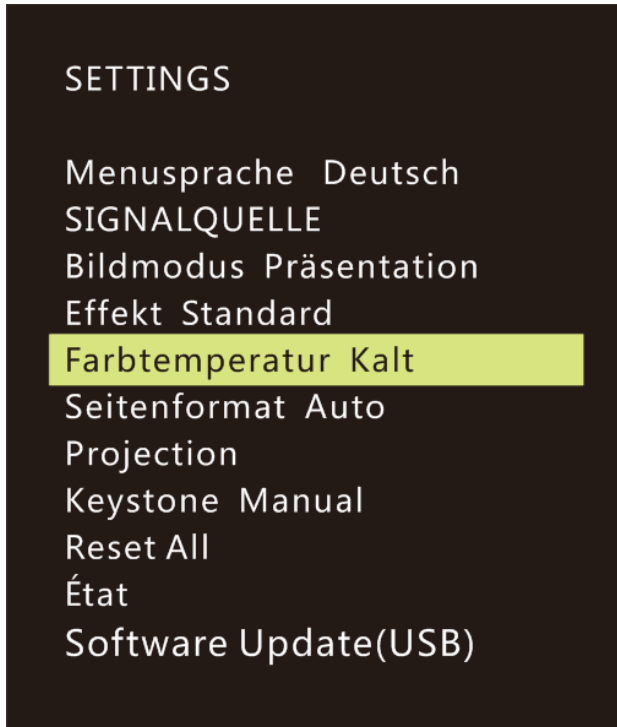 SETTINGS
Menusprache Deutsch
SIGNALQUELLE
Bildmodus Präsentation
Effekt Standard
Farbtemperatur Kalt
Seitenformat Auto
Projection
Keystone Manual
Reset All
État
Software Update(USB)